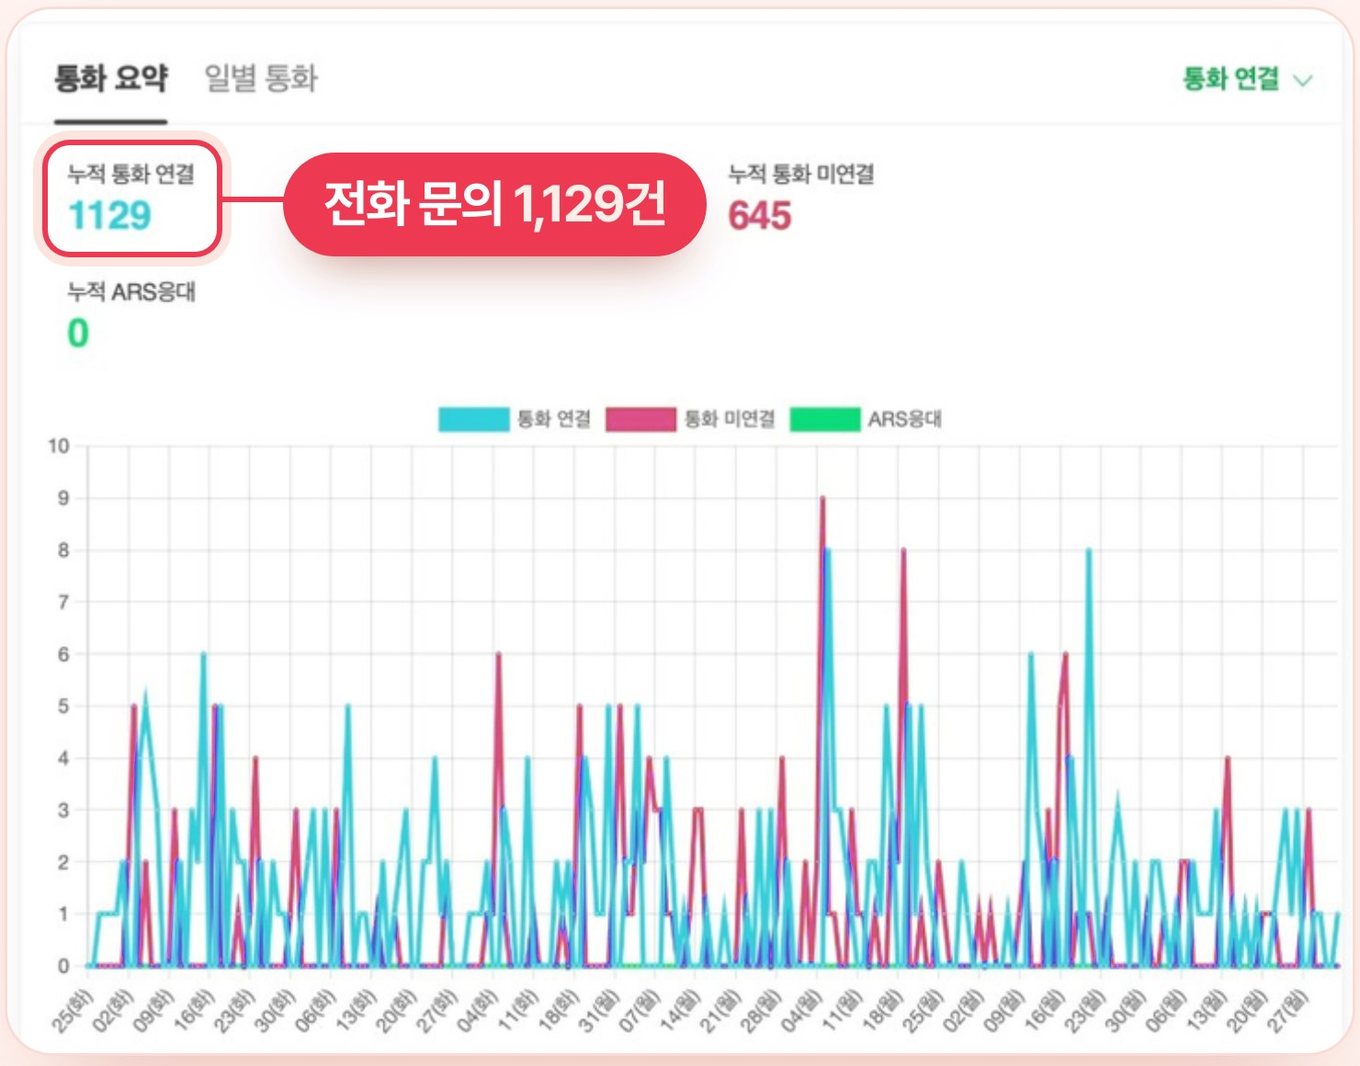 통화 요약 일별 통화 통화 연결
누적 통화 연결
1129
전화 문의 1,129건
누적 통화 미연결
645
누적 ARS응대
0
통화 연결 통화 미연결 ARS응대
10
9
8
7
6
5
4
3
2
1
0
25(화) 02(화) 09(화) 16(화) 23(화) 30(화) 06(화) 13(화) 20(화) 27(화) 04(화) 11(화) 18(화) 31(월) 07(월) 14(월) 21(월) 28(월) 04(월) 11(월) 18(월) 25(월) 02(월) 09(월) 16(월) 23(월) 30(월) 06(월) 13(월) 20(월) 27(월)